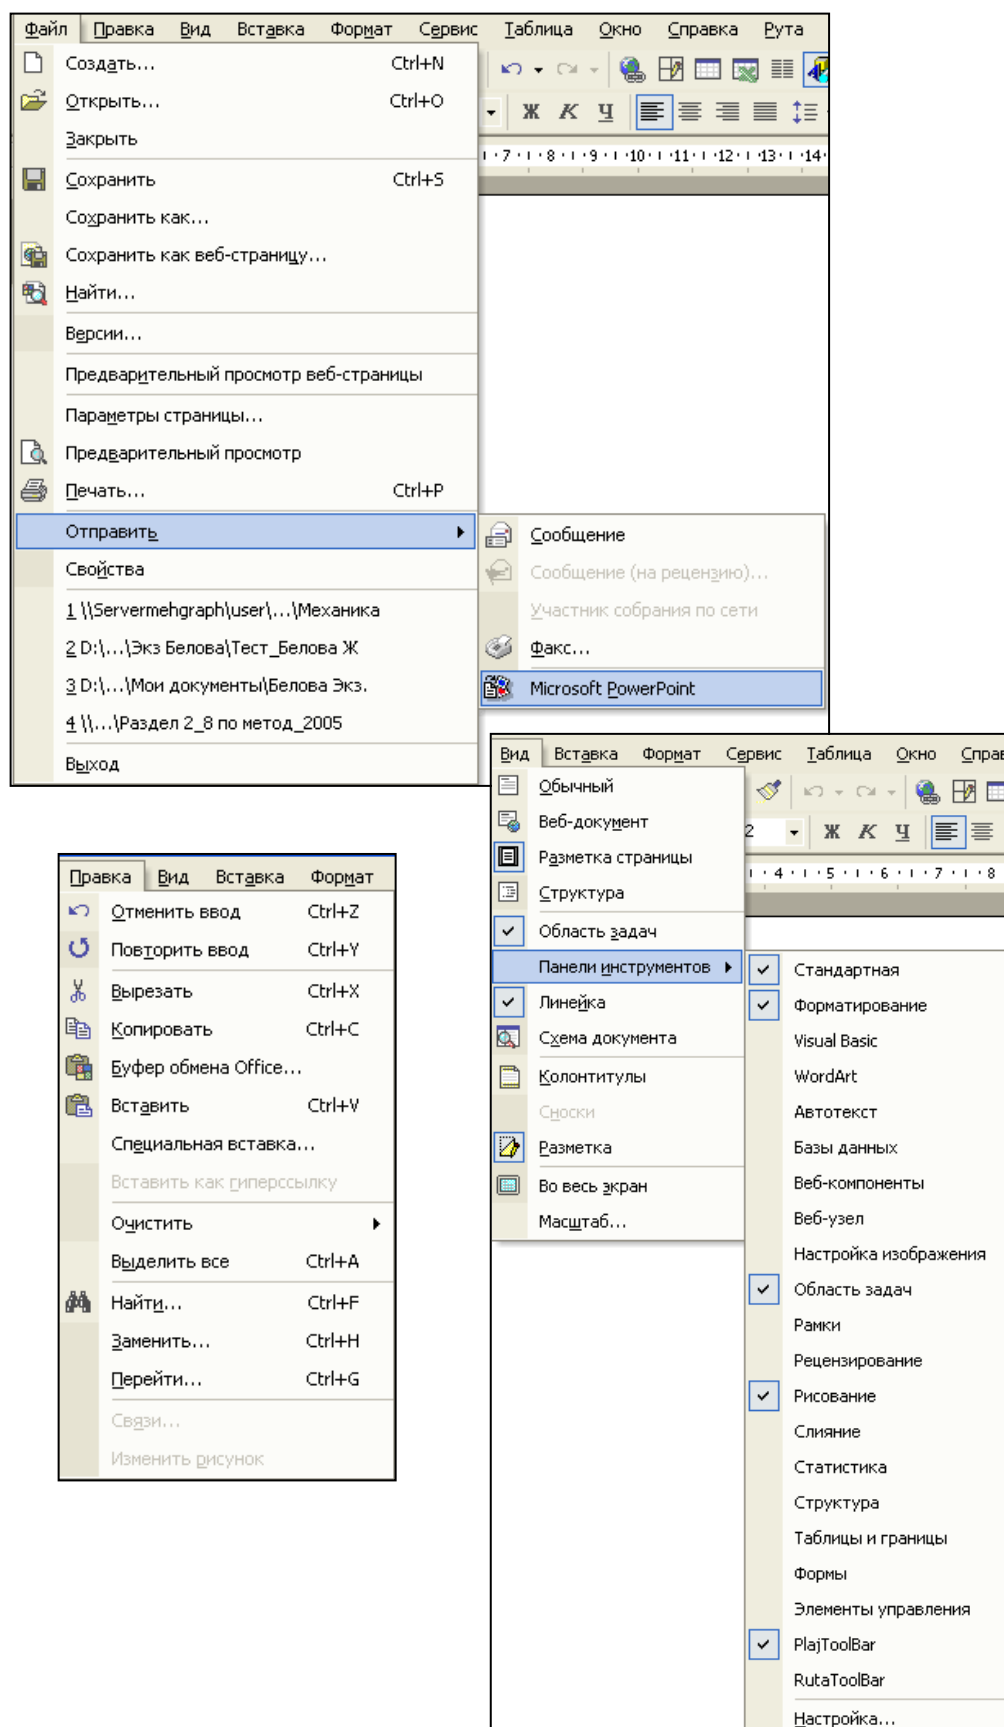 Файл Правка Вид Вставка Формат Сервис Таблица Окно Справка Рута
Создать... Ctrl+N
Открыть... Ctrl+O
Ж К Ч
Закрыть
7 8 9 10 11 12 13 14
Сохранить Ctrl+S
Сохранить как...
Сохранить как веб-страницу...
Найти...
Версии...
Предварительный просмотр веб-страницы
Параметры страницы...
Предварительный просмотр
Печать... Ctrl+P
Отправить
Свойства
1 \\Servermehgraph\user\...\Механика
2 D:\...\Экз Белова\Тест_Белова Ж
3 D:\...\Мои документы\Белова Экз.
4 \\...\Раздел 2_8 по метод_2005
Выход
Сообщение
Сообщение (на рецензию)...
Участник собрания по сети
Факс...
Microsoft PowerPoint
Правка Вид Вставка Формат
Отменить ввод Ctrl+Z
Повторить ввод Ctrl+Y
Вырезать Ctrl+X
Копировать Ctrl+C
Буфер обмена Office...
Вставить Ctrl+V
Специальная вставка...
Вставить как гиперссылку
Очистить
Выделить все Ctrl+A
Найти... Ctrl+F
Заменить... Ctrl+H
Перейти... Ctrl+G
Связи...
Изменить рисунок
Вид Вставка Формат Сервис Таблица Окно Справ
Обычный
Веб-документ
2 Ж К Ч
Разметка страницы
4 5 6 7 8
Структура
Область задач
Панели инструментов
Линейка
Схема документа
Колонтитулы
Сноски
Разметка
Во весь экран
Масштаб...
Стандартная
Форматирование
Visual Basic
WordArt
Автотекст
Базы данных
Веб-компоненты
Веб-узел
Настройка изображения
Область задач
Рамки
Рецензирование
Рисование
Слияние
Статистика
Структура
Таблицы и границы
Формы
Элементы управления
PlajToolBar
RutaToolBar
Настройка...